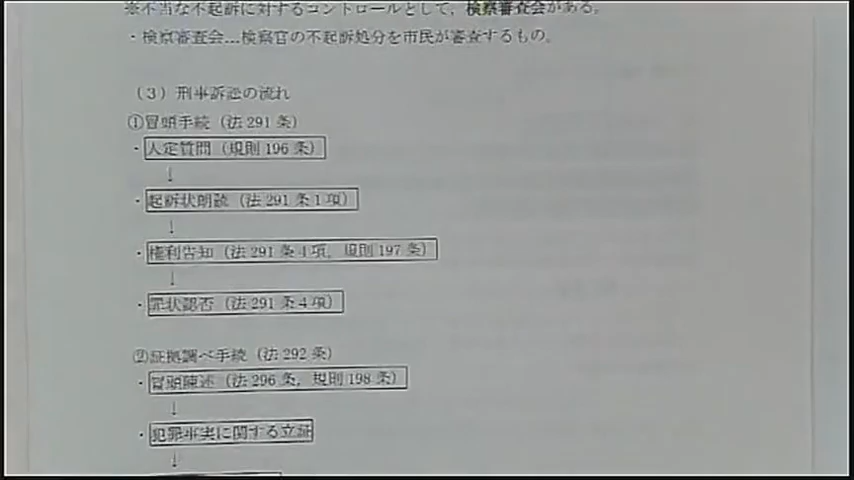 ※不当な不起訴に対するコントロールとして，検察審査会がある。
・検察審査会…検察官の不起訴処分を市民が審査するもの。
（３）刑事訴訟の流れ
①冒頭手続（法291条）
・人定質問（規則196条）
↓
・起訴状朗読（法291条1項）
↓
・権利告知（法291条4項，規則197条）
↓
・罪状認否（法291条4項）
②証拠調べ手続（法292条）
・冒頭陳述（法296条，規則198条）
↓
・犯罪事実に関する立証
↓